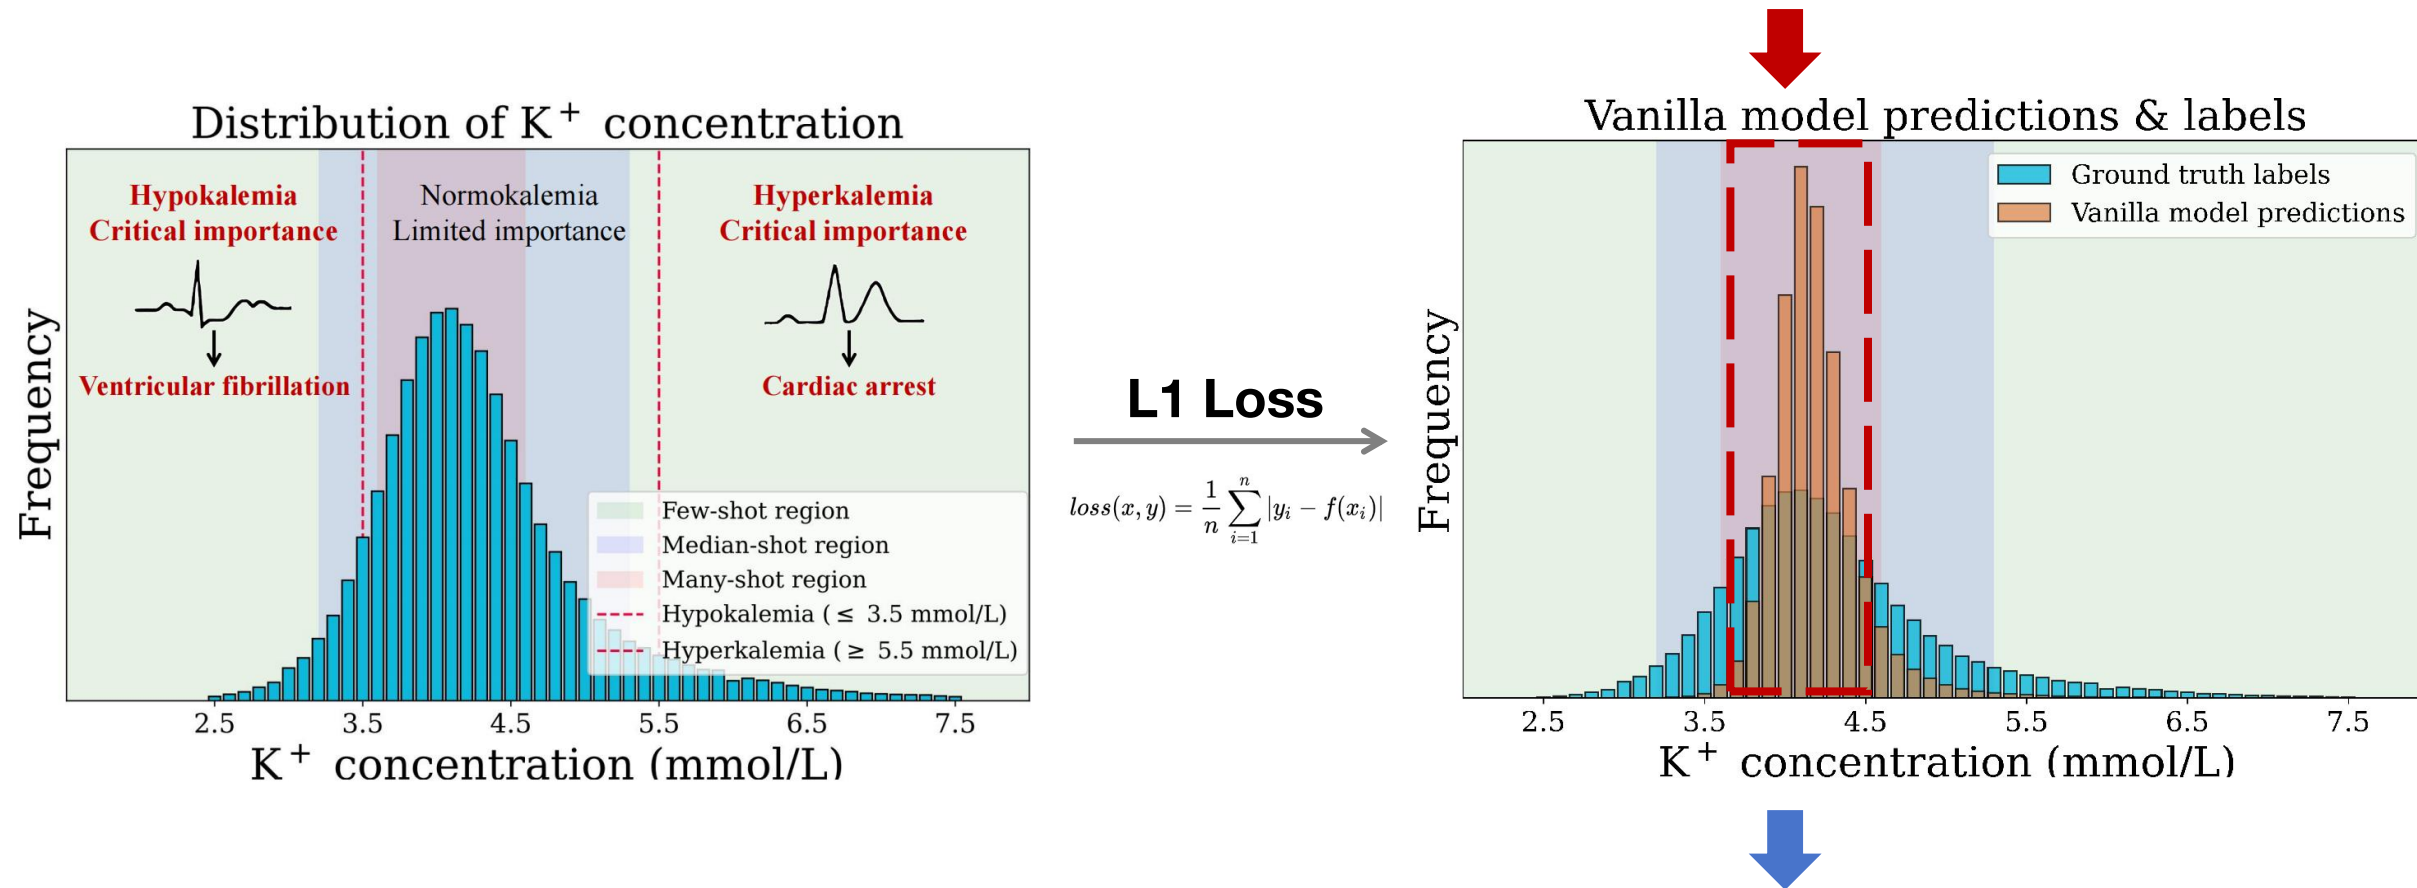 Distribution of K⁺ concentration
Hypokalemia
Critical importance
Normokalemia
Limited importance
Hyperkalemia
Critical importance
Ventricular fibrillation
Cardiac arrest
Frequency
Few-shot region
Median-shot region
Many-shot region
Hypokalemia (≤ 3.5 mmol/L)
Hyperkalemia (≥ 5.5 mmol/L)
2.5 3.5 4.5 5.5 6.5 7.5
K⁺ concentration (mmol/L)
L1 Loss
loss(x, y) = \frac{1}{n} \sum_{i=1}^{n} |y_i − f(x_i)|
Vanilla model predictions & labels
Ground truth labels
Vanilla model predictions
Frequency
2.5 3.5 4.5 5.5 6.5 7.5
K⁺ concentration (mmol/L)